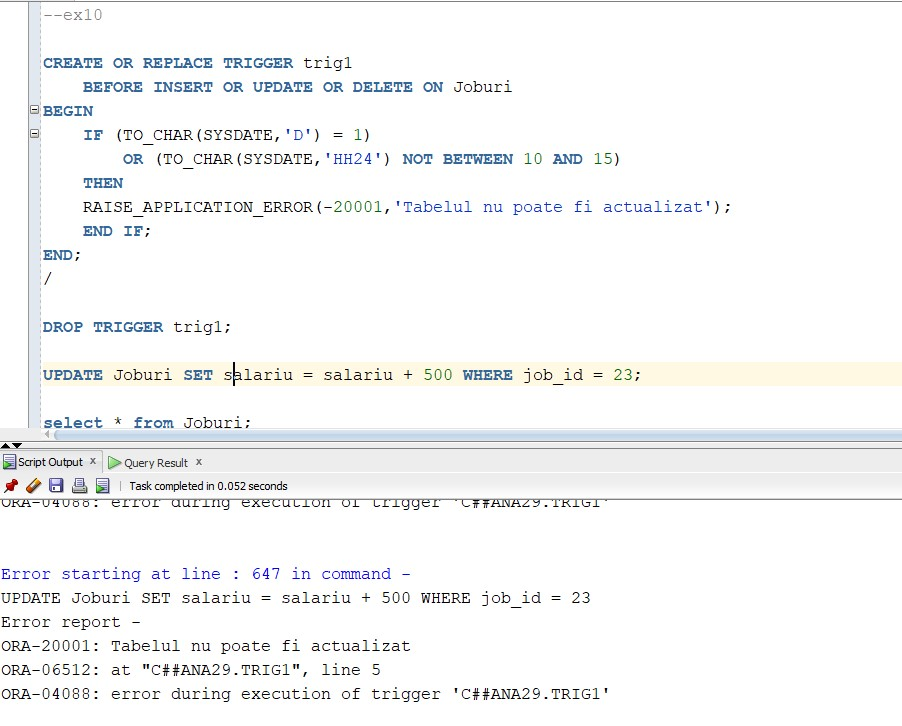 --ex10
CREATE OR REPLACE TRIGGER trig1
BEFORE INSERT OR UPDATE OR DELETE ON Joburi
BEGIN
IF (TO_CHAR(SYSDATE,'D') = 1)
OR (TO_CHAR(SYSDATE,'HH24') NOT BETWEEN 10 AND 15)
THEN
RAISE_APPLICATION_ERROR(-20001,'Tabelul nu poate fi actualizat');
END IF;
END;
/
DROP TRIGGER trig1;
UPDATE Joburi SET salariu = salariu + 500 WHERE job_id = 23;
select * from Joburi;
Script Output x Query Result x
Task completed in 0.052 seconds
ORA-04088: error during execution of trigger 'C##ANA29.TRIG1'
Error starting at line : 647 in command -
UPDATE Joburi SET salariu = salariu + 500 WHERE job_id = 23
Error report -
ORA-20001: Tabelul nu poate fi actualizat
ORA-06512: at "C##ANA29.TRIG1", line 5
ORA-04088: error during execution of trigger 'C##ANA29.TRIG1'